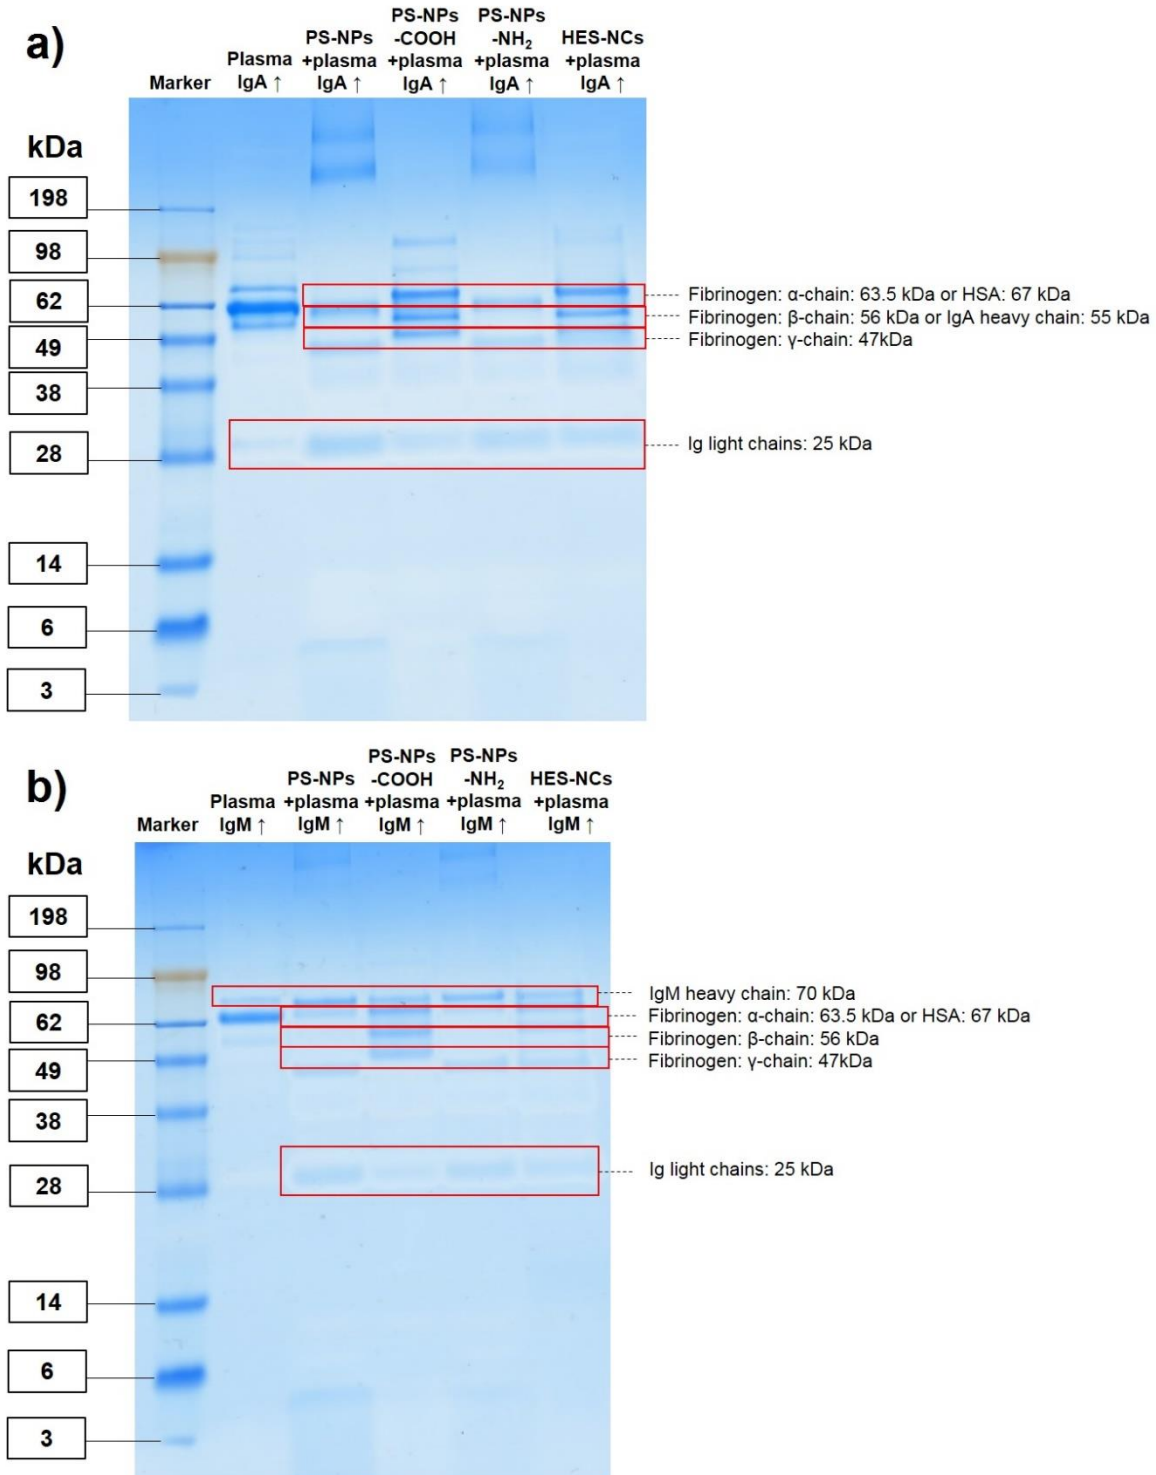 a)
Marker
Plasma
IgA ↑
PS-NPs
+plasma
IgA ↑
PS-NPs
-COOH
+plasma
IgA ↑
PS-NPs
-NH₂
+plasma
IgA ↑
HES-NCs
+plasma
IgA ↑
kDa
198
98
62
49
38
28
14
6
3
Fibrinogen: α-chain: 63.5 kDa or HSA: 67 kDa
Fibrinogen: β-chain: 56 kDa or IgA heavy chain: 55 kDa
Fibrinogen: γ-chain: 47kDa
Ig light chains: 25 kDa
b)
Marker
Plasma
IgM ↑
PS-NPs
+plasma
IgM ↑
PS-NPs
-COOH
+plasma
IgM ↑
PS-NPs
-NH₂
+plasma
IgM ↑
HES-NCs
+plasma
IgM ↑
kDa
198
98
62
49
38
28
14
6
3
IgM heavy chain: 70 kDa
Fibrinogen: α-chain: 63.5 kDa or HSA: 67 kDa
Fibrinogen: β-chain: 56 kDa
Fibrinogen: γ-chain: 47kDa
Ig light chains: 25 kDa